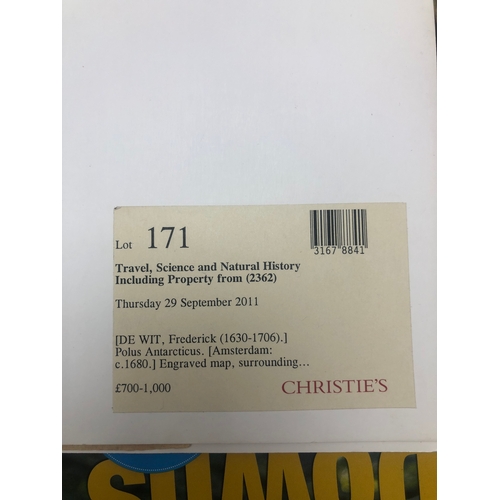 Lot 171
3167 8841
Travel, Science and Natural History
Including Property from (2362)
Thursday 29 September 2011
[DE WIT, Frederick (1630-1706).]
Polus Antarcticus. [Amsterdam:
c.1680.] Engraved map, surrounding...
£700-1,000
CHRISTIE'S